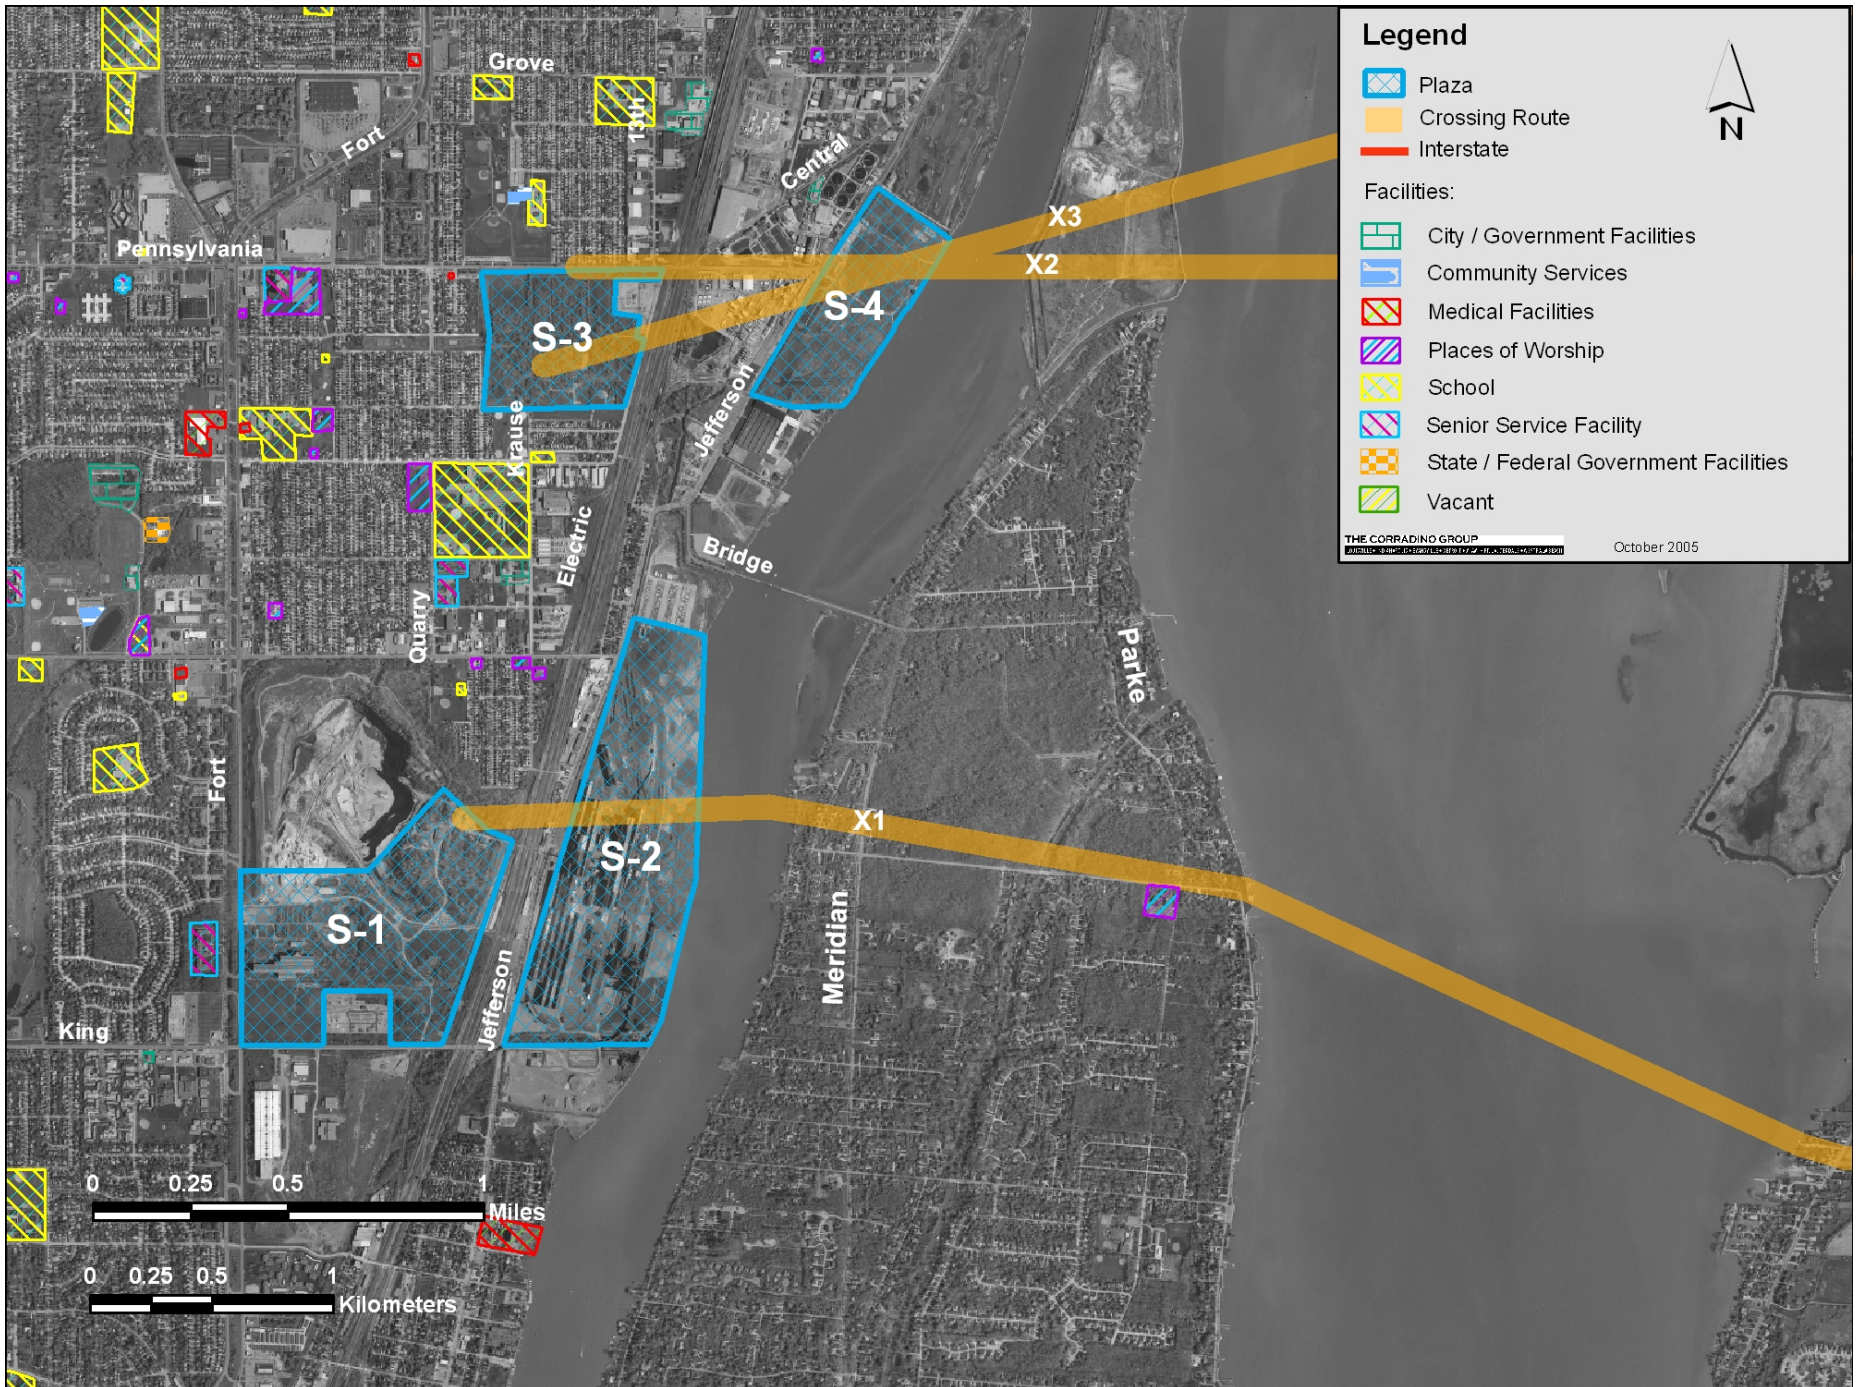 Legend
Plaza
Crossing Route
Interstate
Facilities:
City / Government Facilities
Community Services
Medical Facilities
Places of Worship
School
Senior Service Facility
State / Federal Government Facilities
Vacant
THE CORRADINO GROUP
October 2005
N
Grove
13th
Fort
Central
Pennsylvania
X3
X2
S-4
S-3
Jefferson
Krause
Electric
Bridge
Quarry
Parke
Fort
X1
S-2
S-1
Meridian
Jefferson
King
0 0.25 0.5 1
Miles
0 0.25 0.5 1
Kilometers